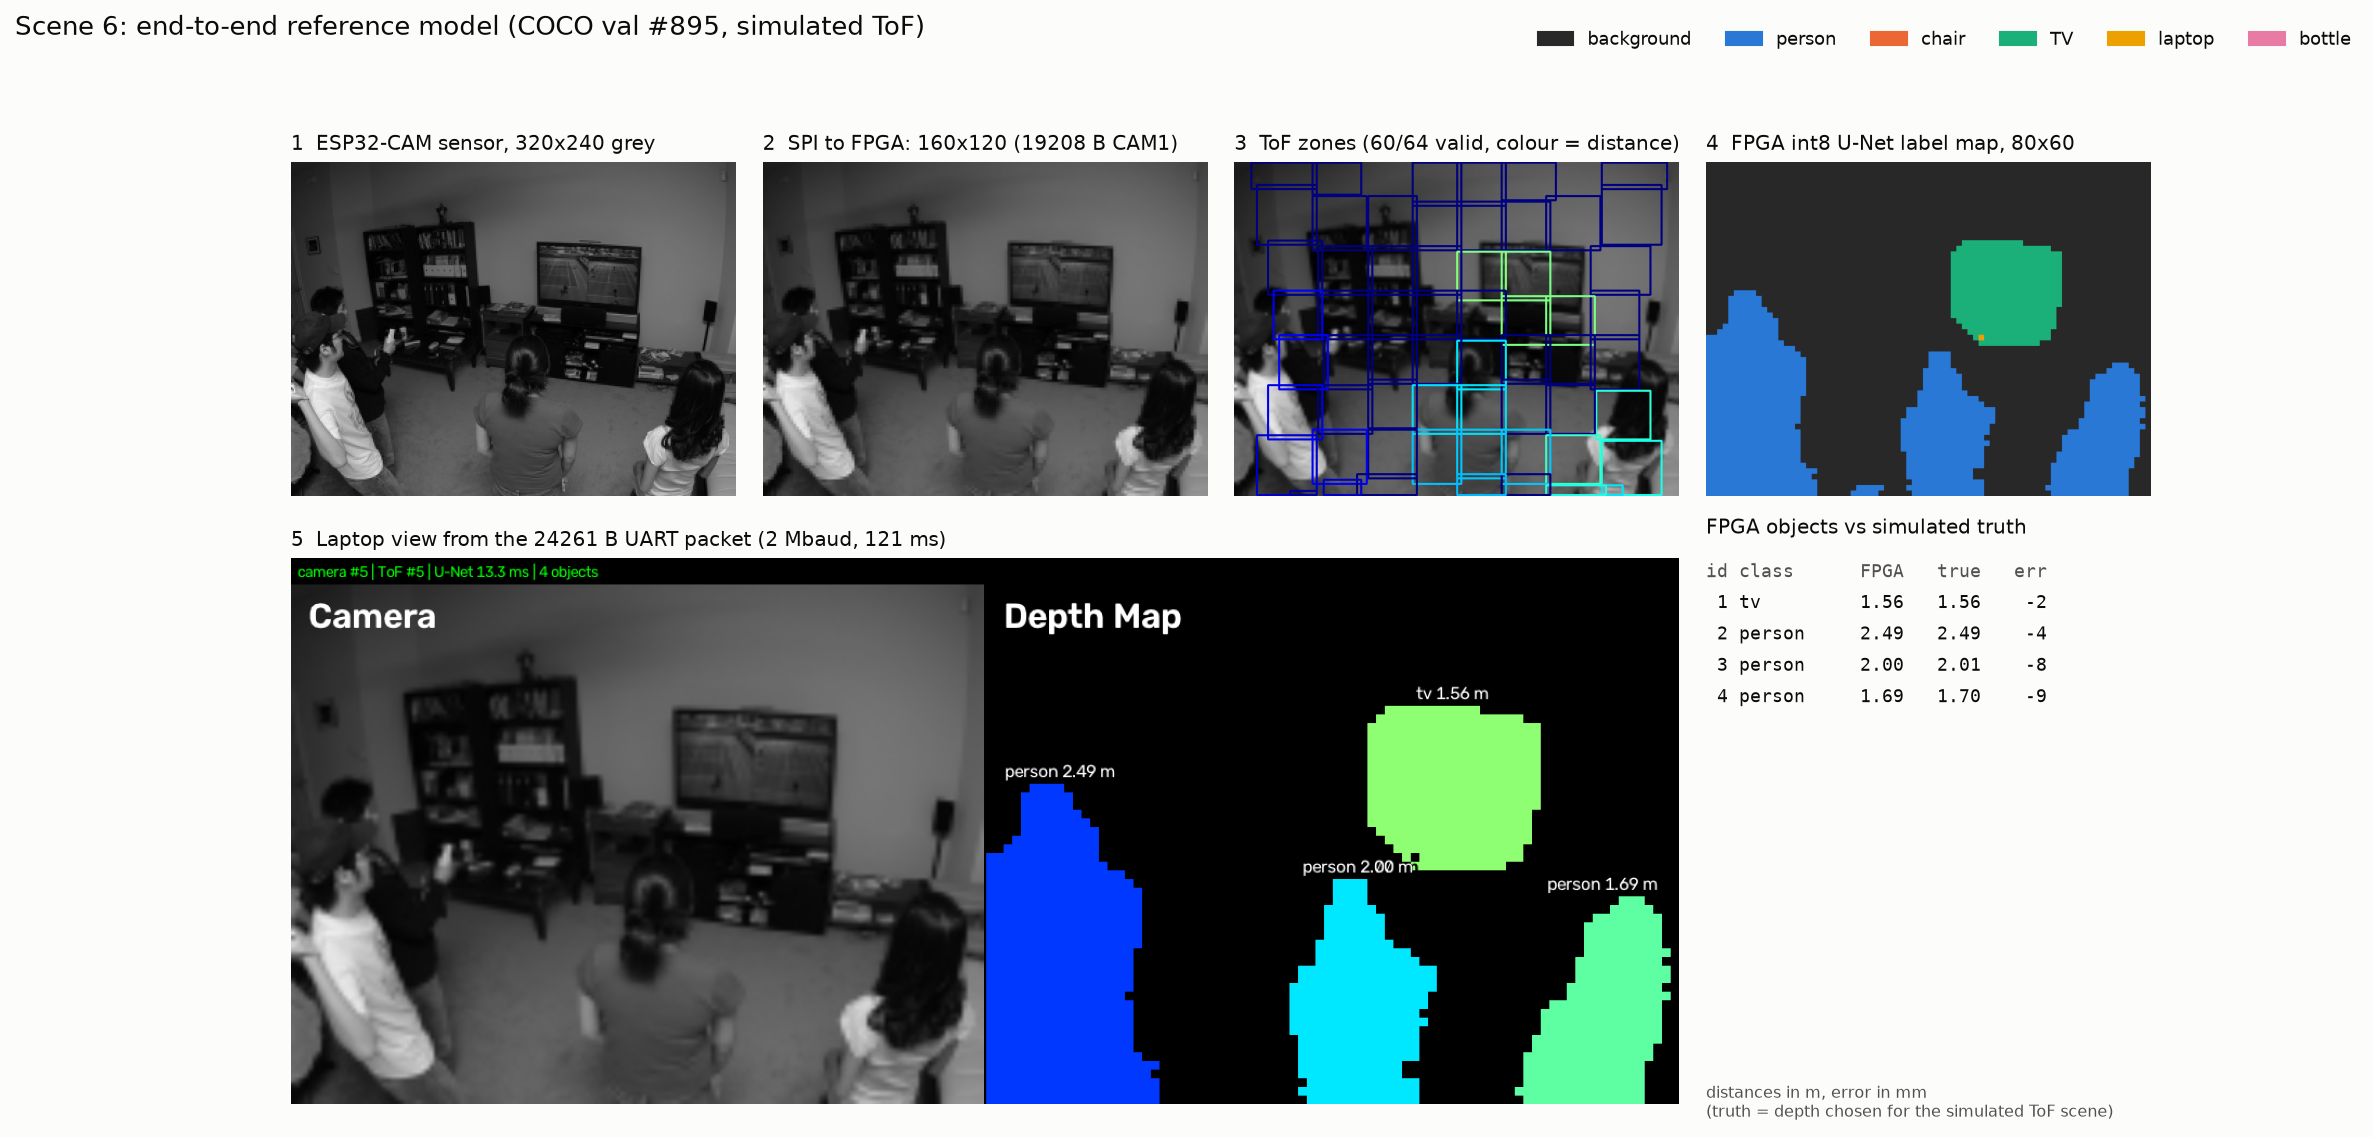 Scene 6: end-to-end reference model (COCO val #895, simulated ToF)
background person chair TV laptop bottle
1 ESP32-CAM sensor, 320x240 grey
2 SPI to FPGA: 160x120 (19208 B CAM1)
3 ToF zones (60/64 valid, colour = distance)
4 FPGA int8 U-Net label map, 80x60
5 Laptop view from the 24261 B UART packet (2 Mbaud, 121 ms)
camera #5 | ToF #5 | U-Net 13.3 ms | 4 objects
Camera
Depth Map
tv 1.56 m
person 2.49 m
person 2.00 m
person 1.69 m
FPGA objects vs simulated truth
id class FPGA true err
1 tv 1.56 1.56 -2
2 person 2.49 2.49 -4
3 person 2.00 2.01 -8
4 person 1.69 1.70 -9
distances in m, error in mm
(truth = depth chosen for the simulated ToF scene)